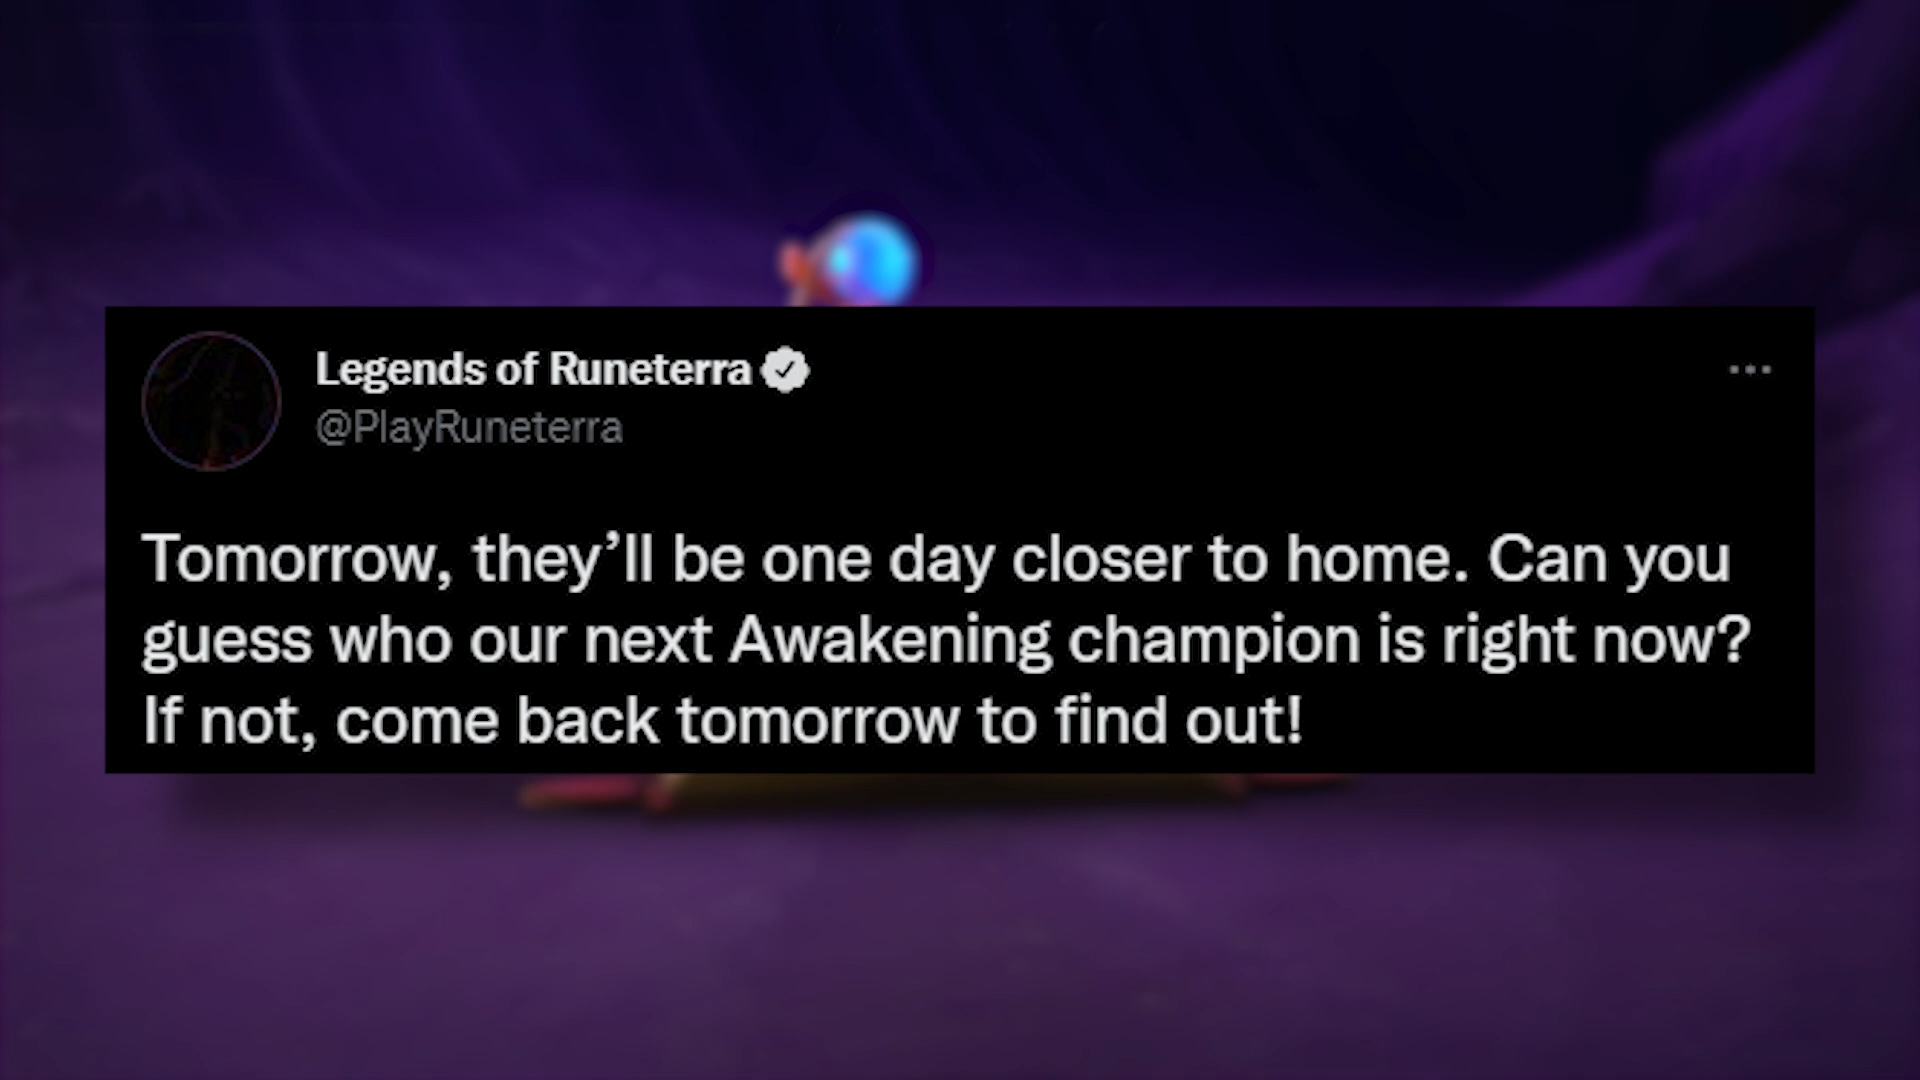 Legends of Runeterra
@PlayRuneterra
Tomorrow, they’ll be one day closer to home. Can you
guess who our next Awakening champion is right now?
If not, come back tomorrow to find out!